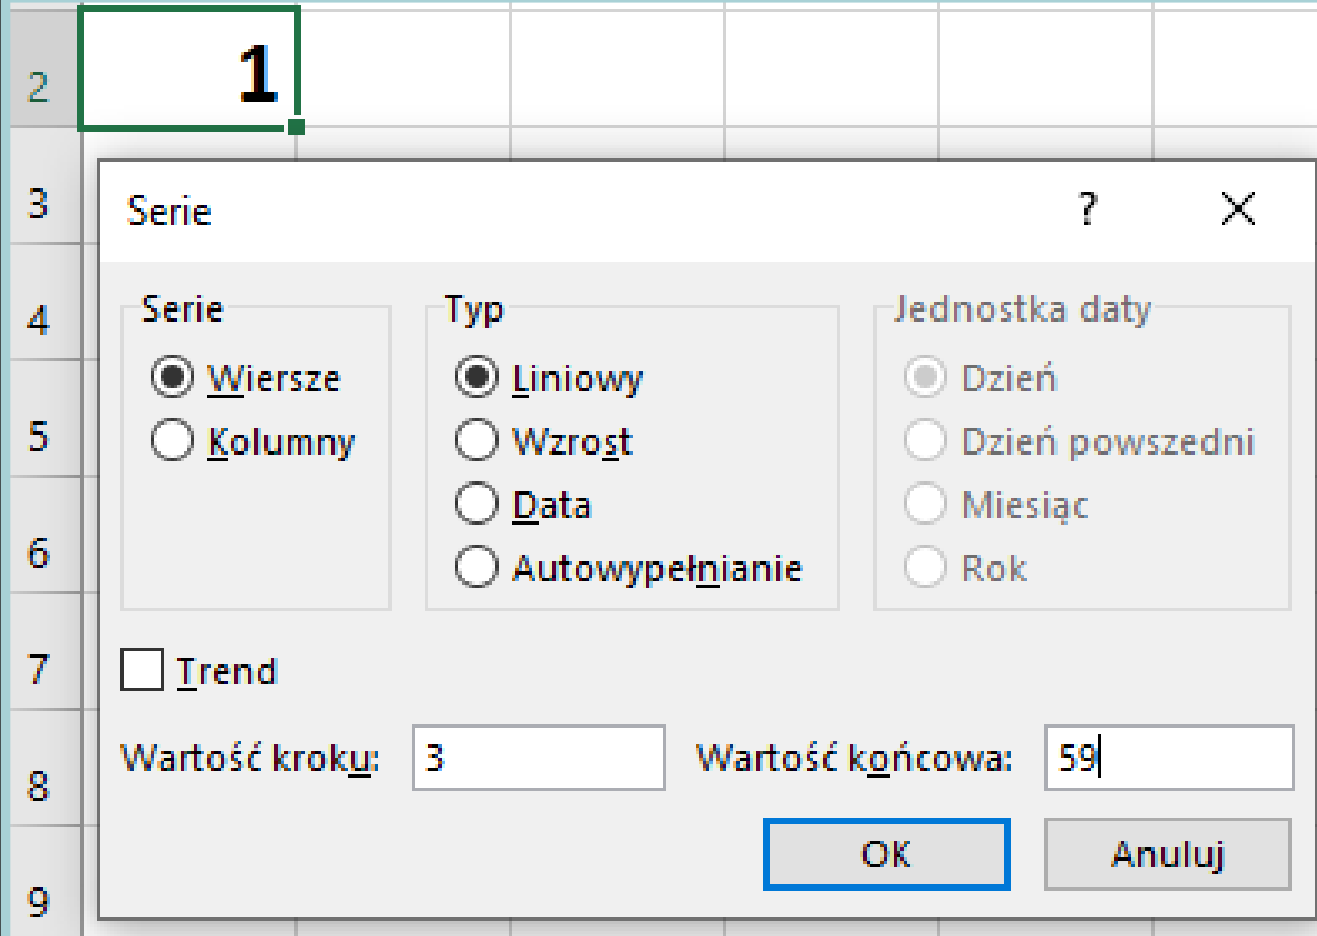 2 1
3
Serie ?
4 Serie Typ Jednostka daty
Wiersze Liniowy Dzień
5 Kolumny Wzrost Dzień powszedni
Data Miesiąc
6 Autowypełnianie Rok
7 Trend
8 Wartość kroku: 3 Wartość końcowa: 59
OK Anuluj
9